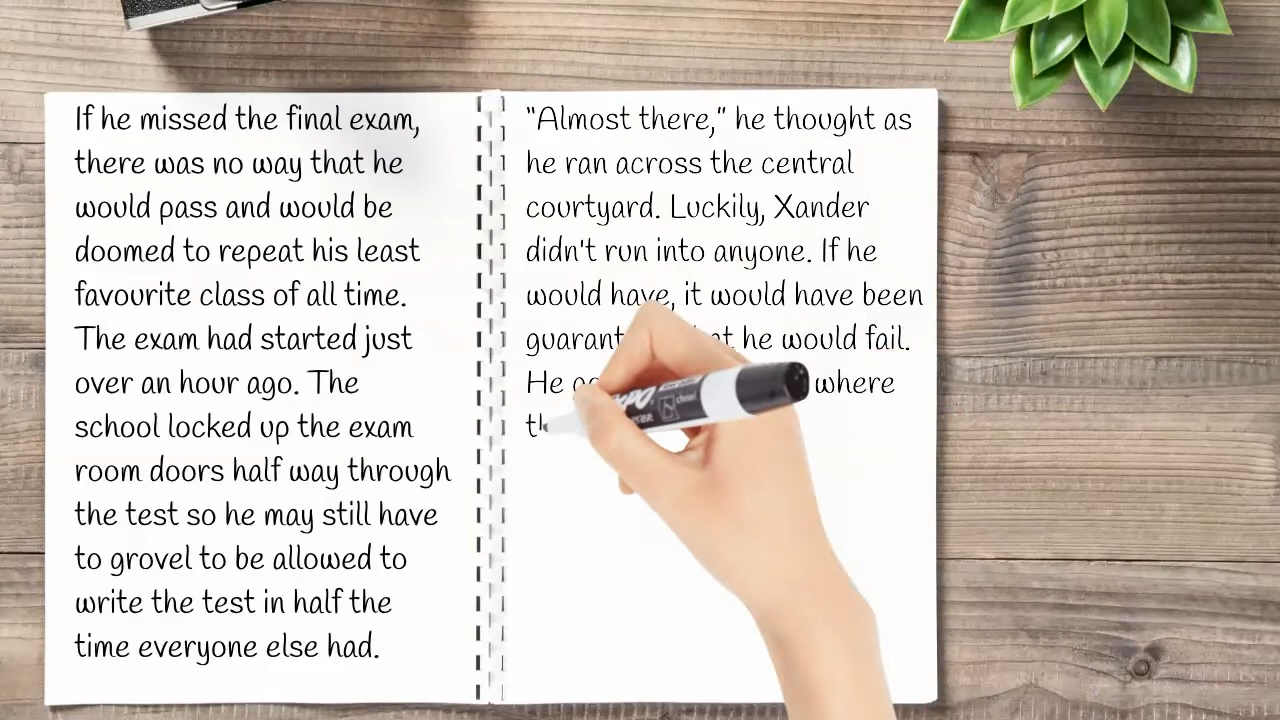 If he missed the final exam,
there was no way that he
would pass and would be
doomed to repeat his least
favourite class of all time.
The exam had started just
over an hour ago. The
school locked up the exam
room doors half way through
the test so he may still have
to grovel to be allowed to
write the test in half the
time everyone else had.
“Almost there,” he thought as
he ran across the central
courtyard. Luckily, Xander
didn't run into anyone. If he
would have, it would have been
he would fail.
He where